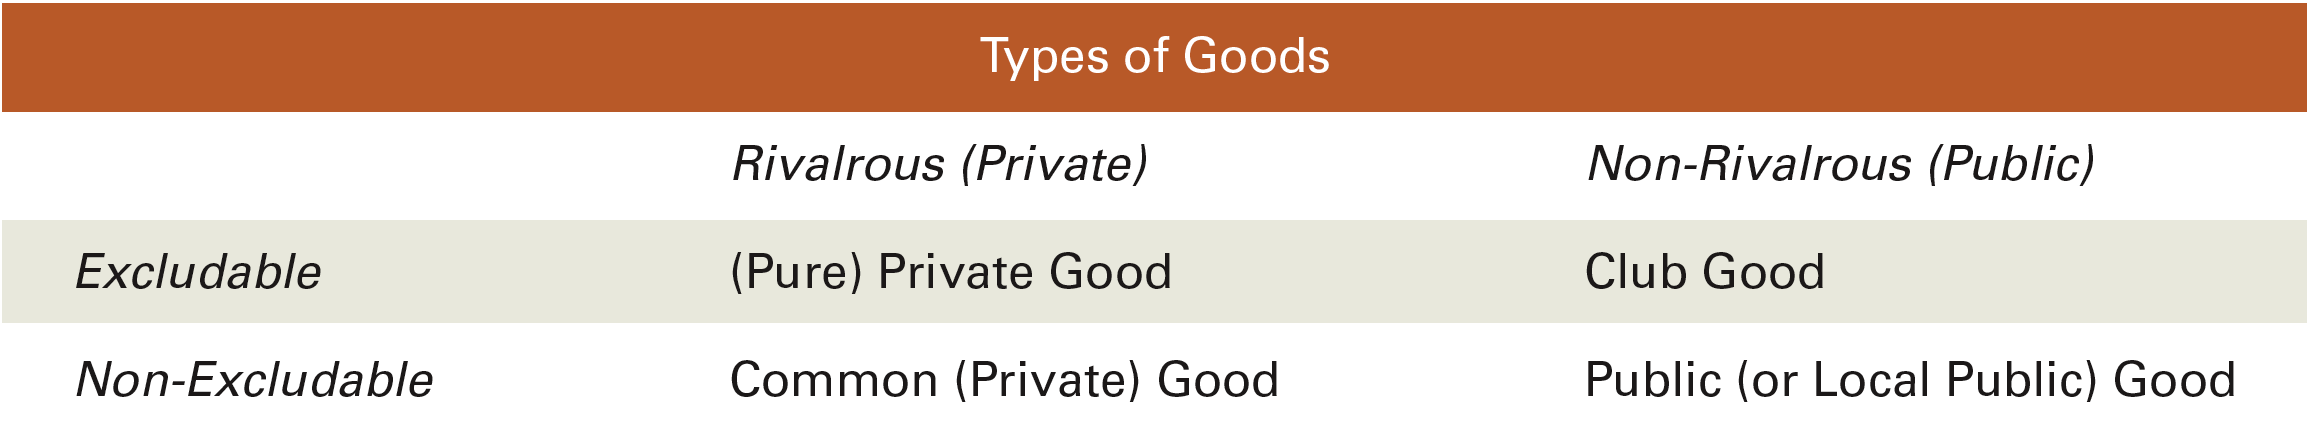 Types of Goods
Rivalrous (Private) Non-Rivalrous (Public)
Excludable (Pure) Private Good Club Good
Non-Excludable Common (Private) Good Public (or Local Public) Good